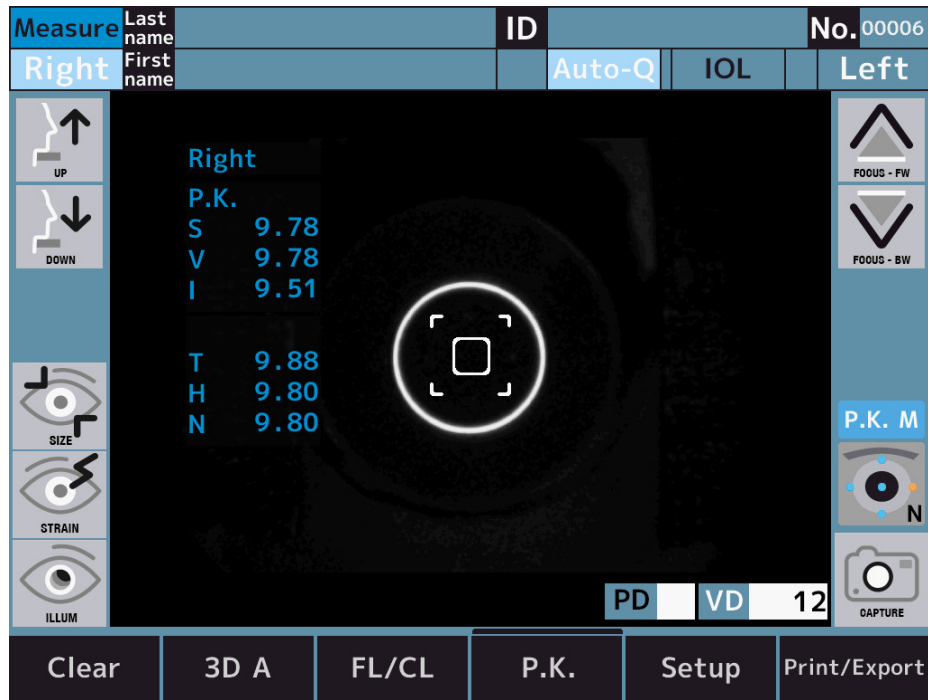 Measure Last name ID No. 00006
Right First name Auto-Q IOL Left
UP
DOWN
SIZE
STRAIN
ILLUM
Right
P.K.
S 9.78
V 9.78
I 9.51
T 9.88
H 9.80
N 9.80
FOCUS - FW
FOCUS - BW
P.K. M
N
CAPTURE
PD VD 12
Clear 3D A FL/CL P.K. Setup Print/Export